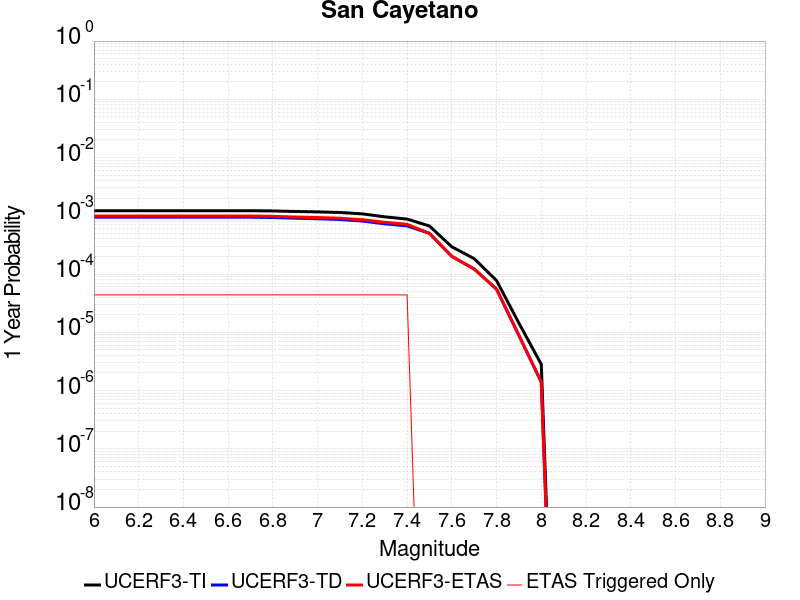 San Cayetano
10^0
10^-1
10^-2
10^-3
10^-4
10^-5
10^-6
10^-7
10^-8
1 Year Probability
6 6.2 6.4 6.6 6.8 7 7.2 7.4 7.6 7.8 8 8.2 8.4 8.6 8.8 9
Magnitude
UCERF3-TI UCERF3-TD UCERF3-ETAS ETAS Triggered Only